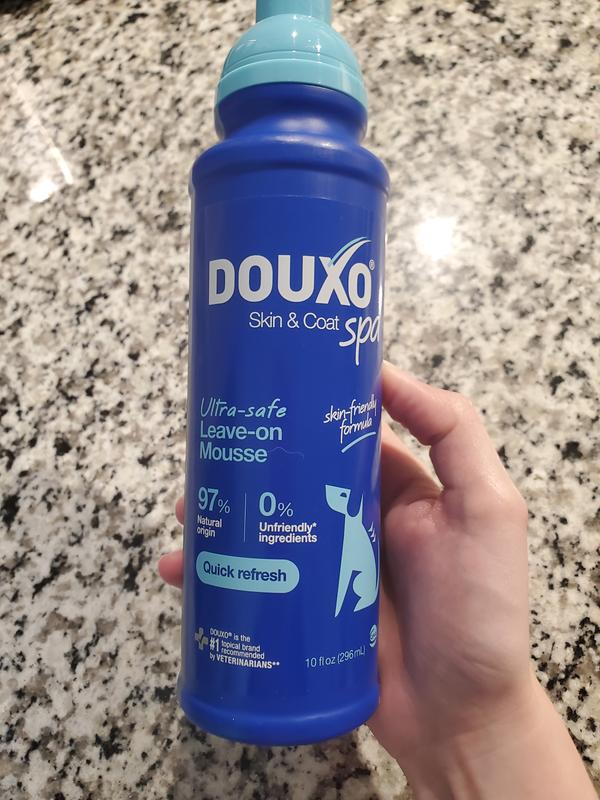 DOUXO®
Skin & Coat spa
Ultra-safe
Leave-on
Mousse
skin-friendly
formula
97%
Natural
origin
0%
Unfriendly*
ingredients
Quick refresh
DOUXO® is the
#1 topical brand
recommended
by VETERINARIANS**
10 fl oz (296 mL)